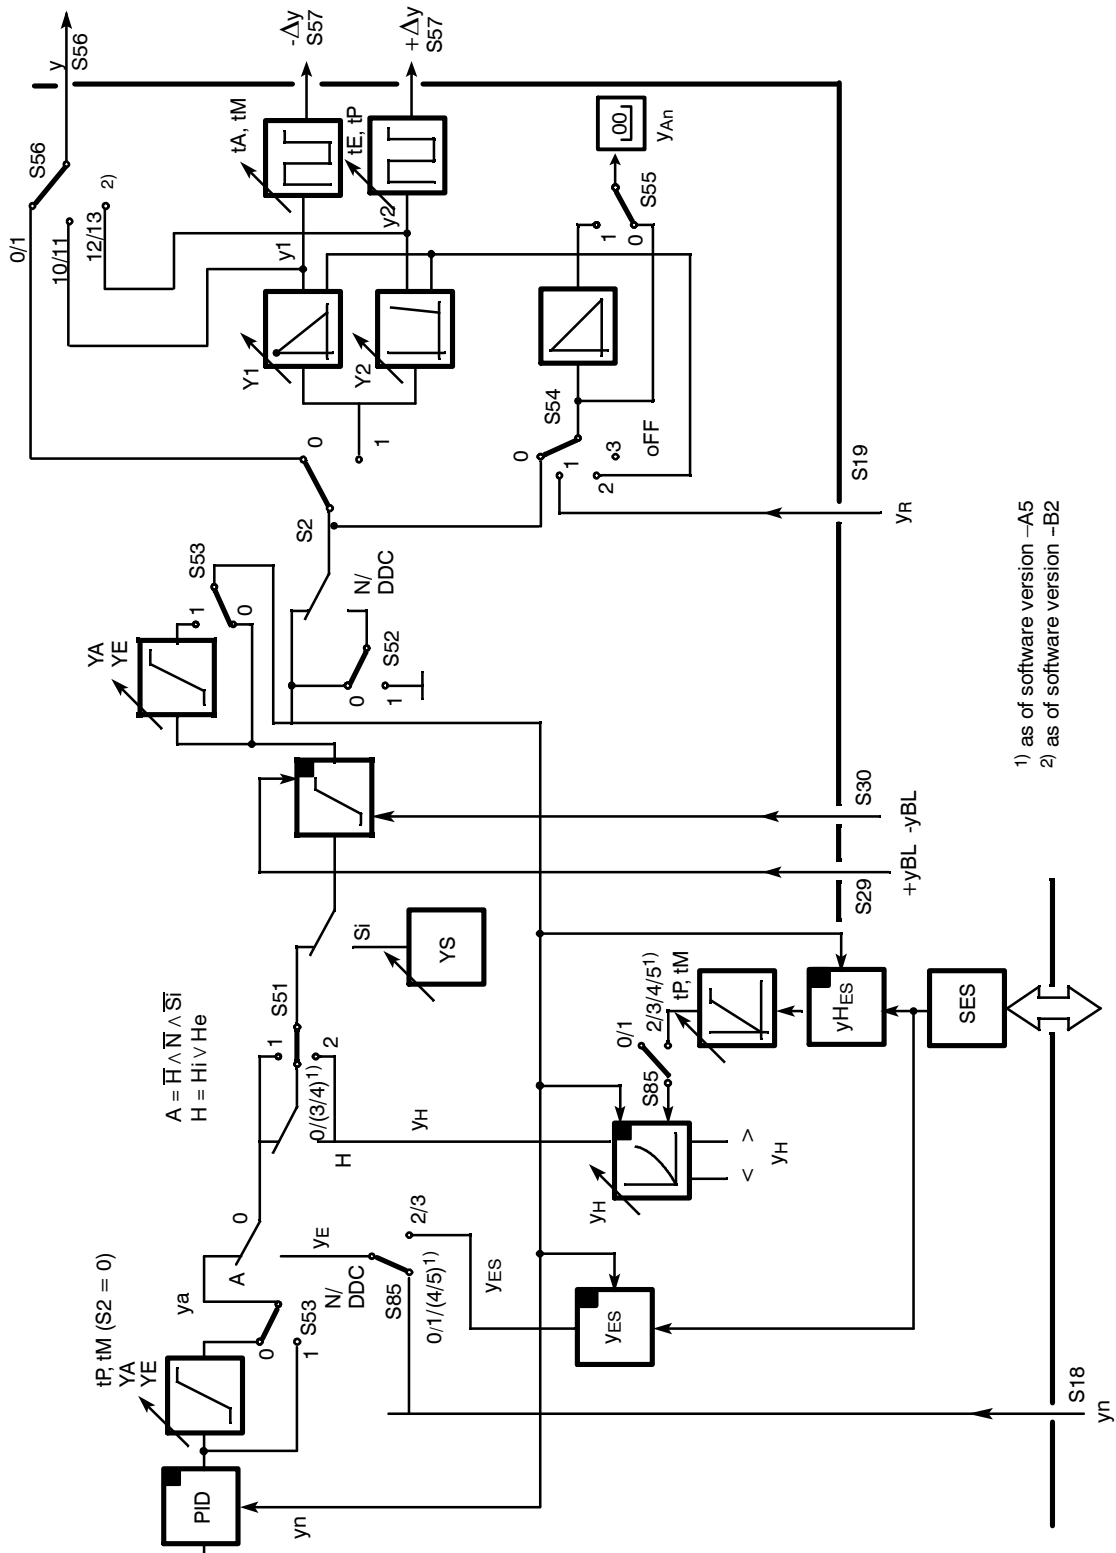 y
S56
-Δy
S57
+Δy
S57
S56
0/1
10/11
12/13
2)
tA, tM
tE, tP
y1
y2
Y1
Y2
00
yAn
S55
1
0
S54
0
1
2
3
oFF
S19
yR
0
1
S2
N/
DDC
S52
0
1
S53
1
0
YA
YE
S30
+yBL -yBL
S29
1) as of software version –A5
2) as of software version -B2
Si
YS
A = H ∧ N ∧ Si
H = Hi ∨ He
S51
1
2
0/(3/4)1)
H
yH
0/1
2/3/4/51)
S85
tP, tM
yHES
SES
yH
< >
yH
0
A
ya
yE
N/
DDC
2/3
S85
0/1/(4/5)1)
yES
yES
tP, tM (S2 = 0)
YA
YE
0
1
S53
PID
yn
S18
yn